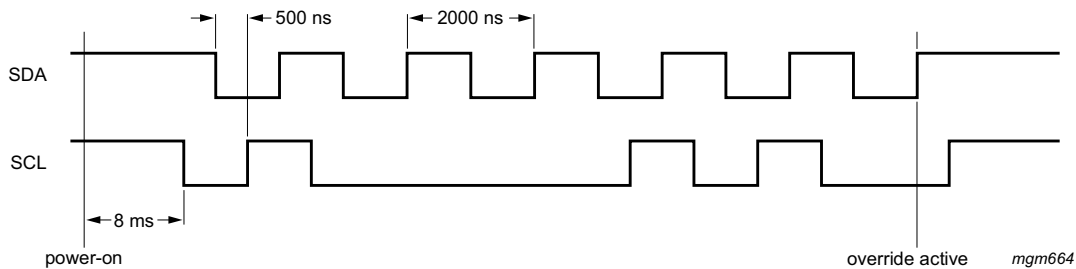 500 ns
2000 ns
SDA
SCL
8 ms
power-on
override active
mgm664